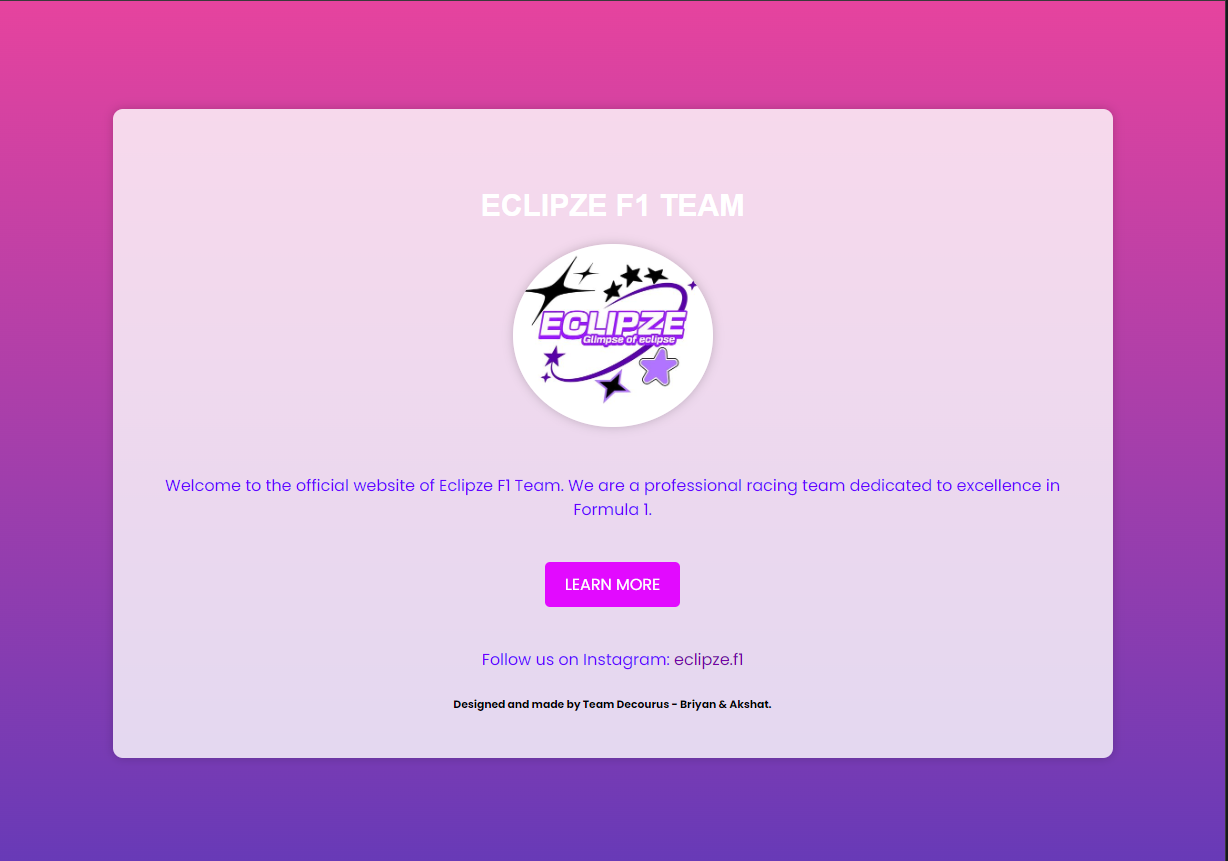 ECLIPZE F1 TEAM
ECLIPZE
Glimpse of eclipse
Welcome to the official website of Eclipze F1 Team. We are a professional racing team dedicated to excellence in
Formula 1.
LEARN MORE
Follow us on Instagram: eclipze.f1
Designed and made by Team Decourus - Briyan & Akshat.